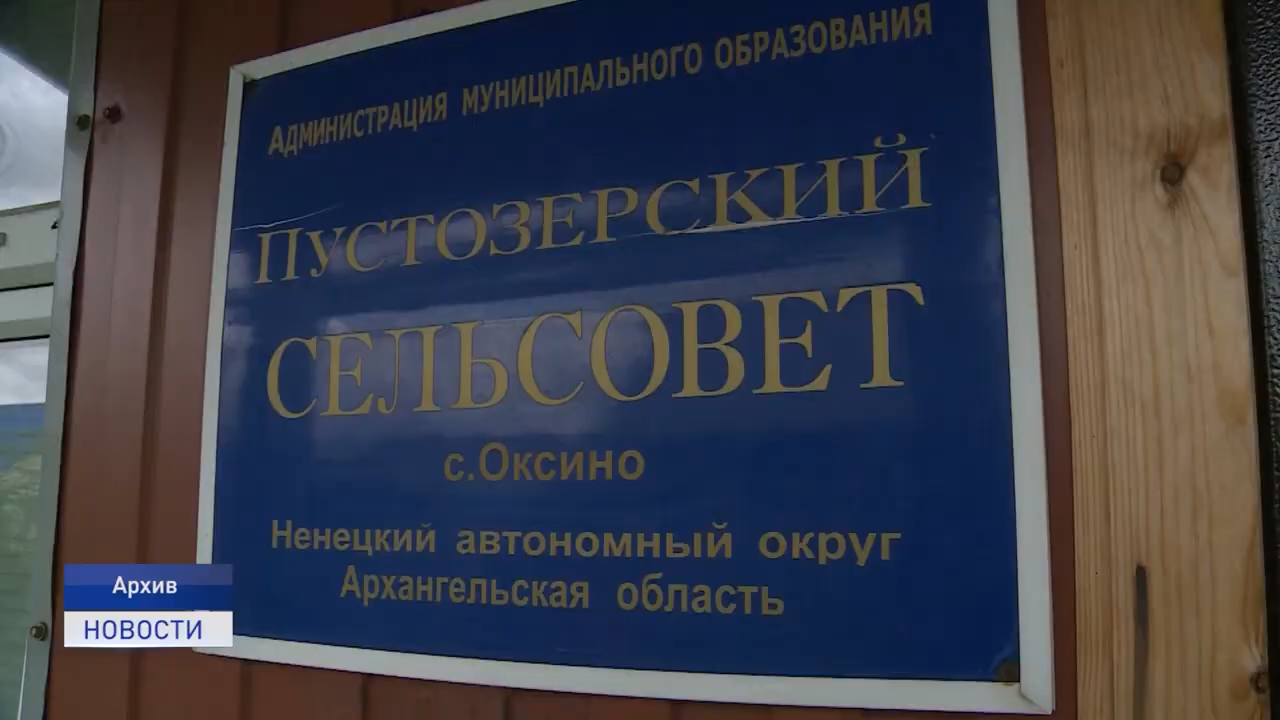 АДМИНИСТРАЦИЯ МУНИЦИПАЛЬНОГО ОБРАЗОВАНИЯ
ПУСТОЗЕРСКИЙ
СЕЛЬСОВЕТ
с.Оксино
Ненецкий автономный округ
Архангельская область
Архив
НОВОСТИ